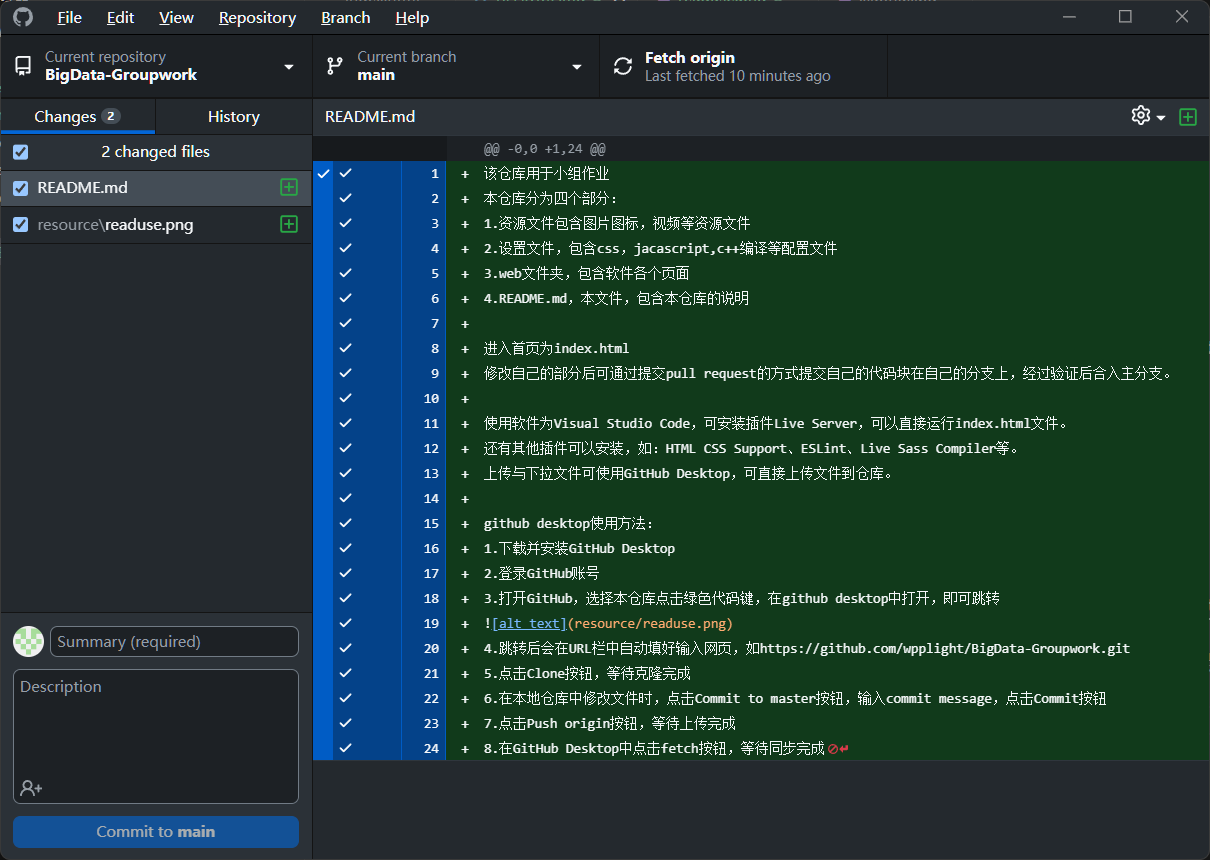 File Edit View Repository Branch Help
Current repository
BigData-Groupwork
Current branch
main
Fetch origin
Last fetched 10 minutes ago
Changes 2
History
README.md
2 changed files
README.md
resource\readuse.png
@@ -0,0 +1,24 @@
1 + 该仓库用于小组作业
2 + 本仓库分为四个部分：
3 + 1.资源文件包含图片图标，视频等资源文件
4 + 2.设置文件，包含css，jacascript,c++编译等配置文件
5 + 3.web文件夹，包含软件各个页面
6 + 4.README.md，本文件，包含本仓库的说明
7 +
8 + 进入首页为index.html
9 + 修改自己的部分后可通过提交pull request的方式提交自己的代码块在自己的分支上，经过验证后合入主分支。
10 +
11 + 使用软件为Visual Studio Code，可安装插件Live Server，可以直接运行index.html文件。
12 + 还有其他插件可以安装，如：HTML CSS Support、ESLint、Live Sass Compiler等。
13 + 上传与下拉文件可使用GitHub Desktop，可直接上传文件到仓库。
14 +
15 + github desktop使用方法：
16 + 1.下载并安装GitHub Desktop
17 + 2.登录GitHub账号
18 + 3.打开GitHub，选择本仓库点击绿色代码键，在github desktop中打开，即可跳转
19 + ![alt text](resource/readuse.png)
20 + 4.跳转后会在URL栏中自动填好输入网页，如https://github.com/wpplight/BigData-Groupwork.git
21 + 5.点击Clone按钮，等待克隆完成
22 + 6.在本地仓库中修改文件时，点击Commit to master按钮，输入commit message，点击Commit按钮
23 + 7.点击Push origin按钮，等待上传完成
24 + 8.在GitHub Desktop中点击fetch按钮，等待同步完成
Summary (required)
Description
Commit to main